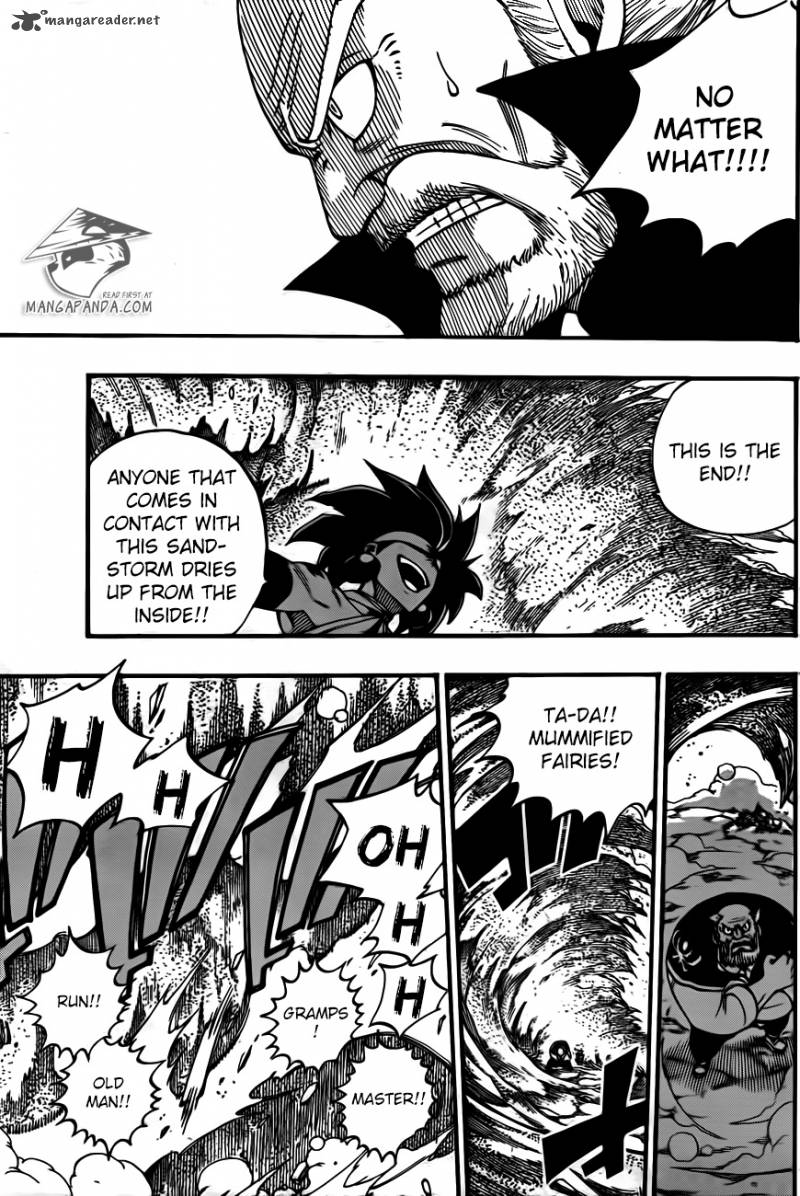 mangareader.net
NO
MATTER
WHAT!!!!
READ FIRST AT
MANGAPANDA.COM
THIS IS THE
END!!
ANYONE THAT
COMES IN
CONTACT WITH
THIS SAND-
STORM DRIES
UP FROM THE
INSIDE!!
TA-DA!!
MUMMIFIED
FAIRIES!
OH
H
H
H
H
GRAMPS
!
RUN!!
MASTER!!
OLD
MAN!!